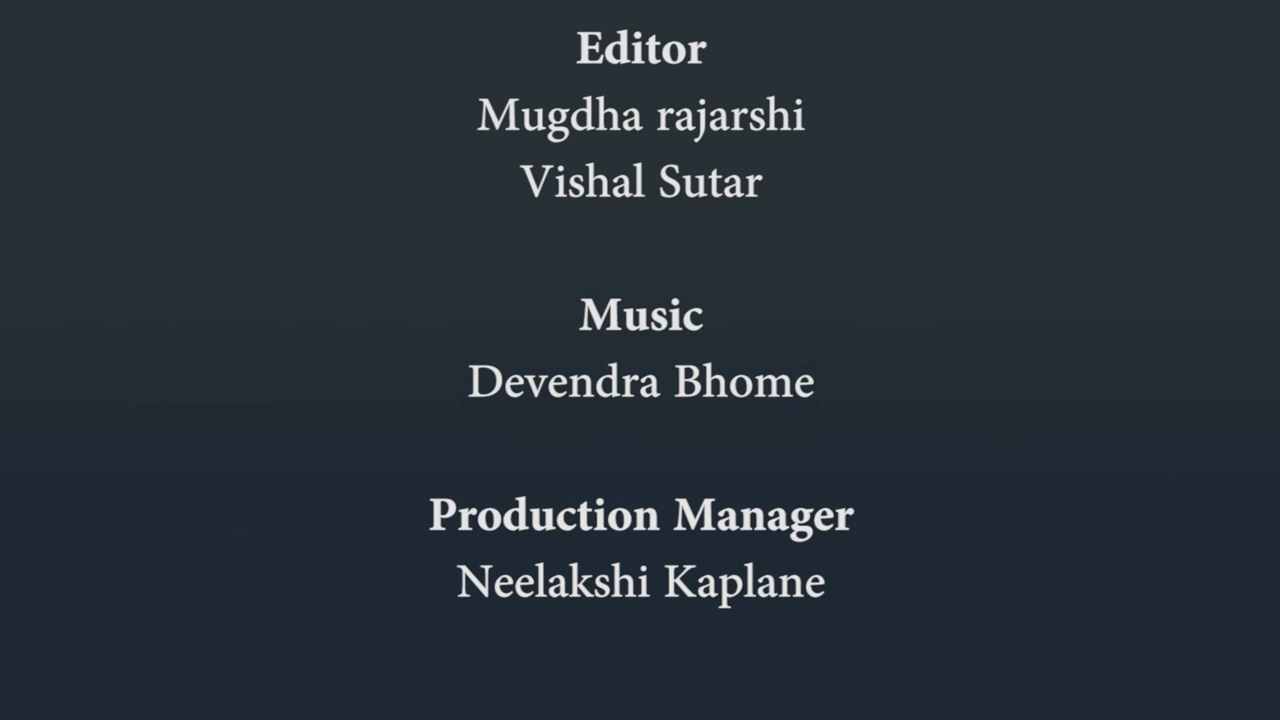 Editor
Mugdha rajarshi
Vishal Sutar
Music
Devendra Bhome
Production Manager
Neelakshi Kaplane